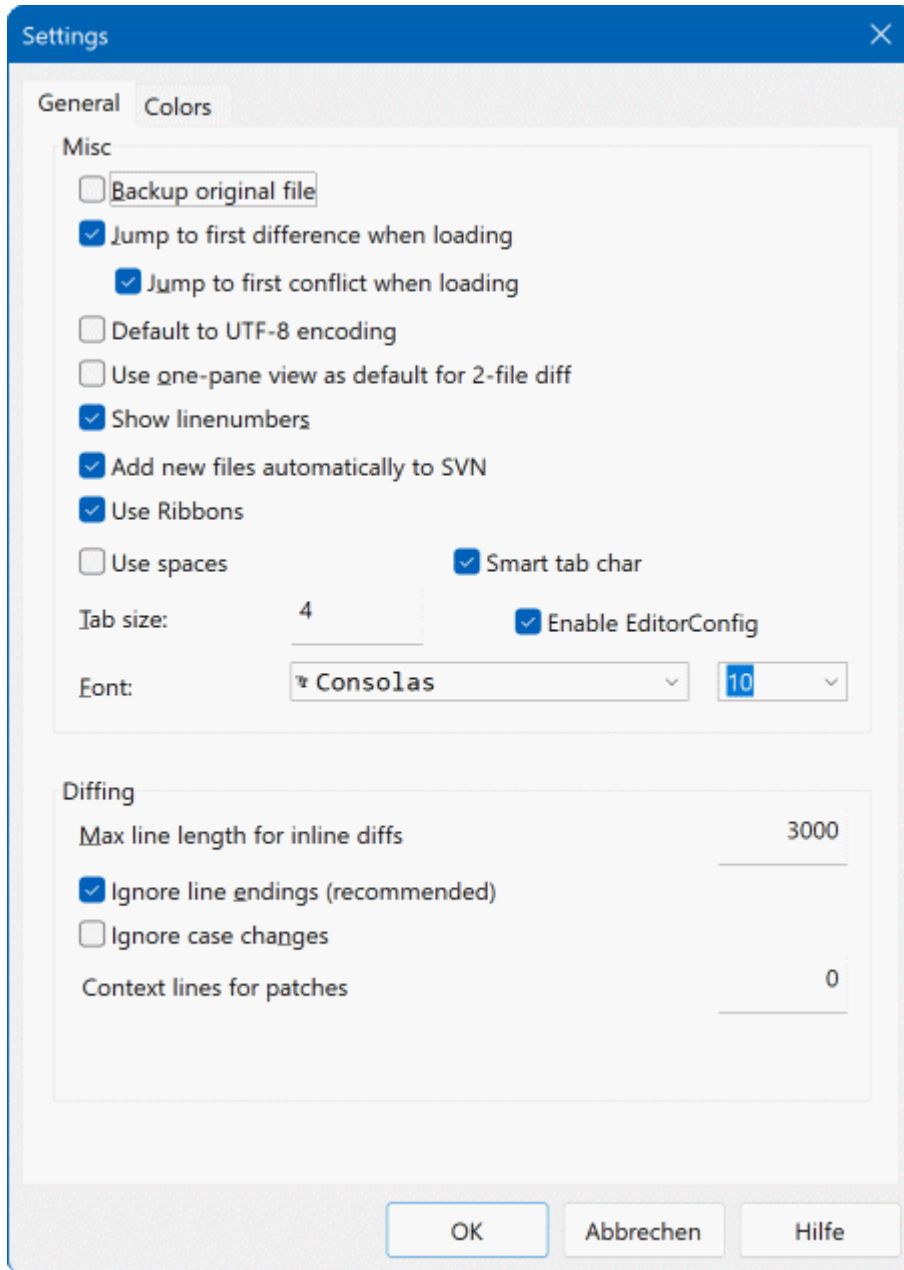 Settings
General Colors
Misc
Backup original file
Jump to first difference when loading
Jump to first conflict when loading
Default to UTF-8 encoding
Use one-pane view as default for 2-file diff
Show linenumbers
Add new files automatically to SVN
Use Ribbons
Use spaces Smart tab char
Tab size: 4 Enable EditorConfig
Font: Consolas 10
Diffing
Max line length for inline diffs 3000
Ignore line endings (recommended)
Ignore case changes
Context lines for patches 0
OK Abbrechen Hilfe